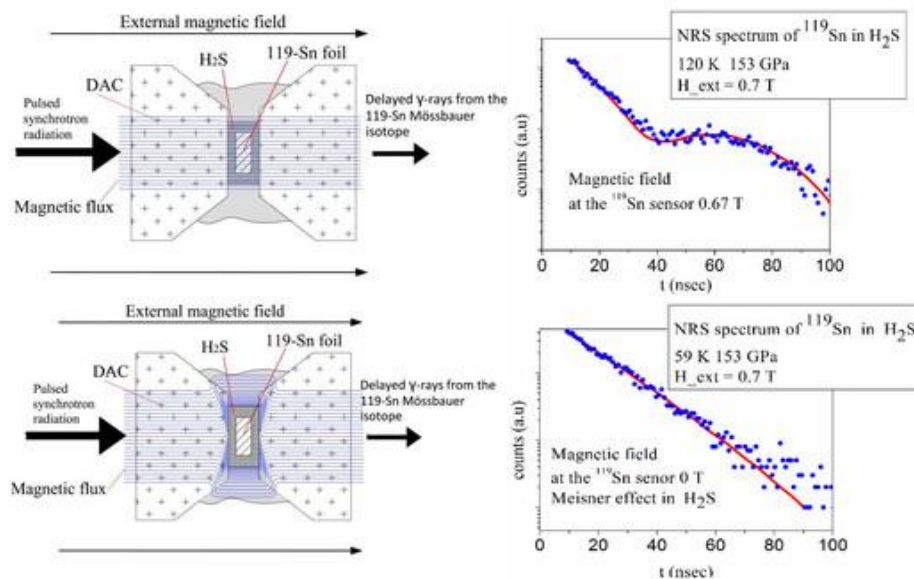 External magnetic field
119-Sn foil
H2S
DAC
Pulsed
synchrotron
radiation
Delayed γ-rays from the
119-Sn Mössbauer
isotope
Magnetic flux
NRS spectrum of 119Sn in H2S
120 K 153 GPa
H_ext = 0.7 T
counts (a.u)
Magnetic field
at the 119Sn sensor 0.67 T
0 20 40 60 80 100
t (nsec)
External magnetic field
119-Sn foil
H2S
DAC
Pulsed
synchrotron
radiation
Delayed γ-rays from the
119-Sn Mössbauer
isotope
Magnetic flux
NRS spectrum of 119Sn in H2S
59 K 153 GPa
H_ext = 0.7 T
counts (a.u)
Magnetic field
at the 119Sn senor 0 T
Meisner effect in H2S
0 20 40 60 80 100
t (nsec)